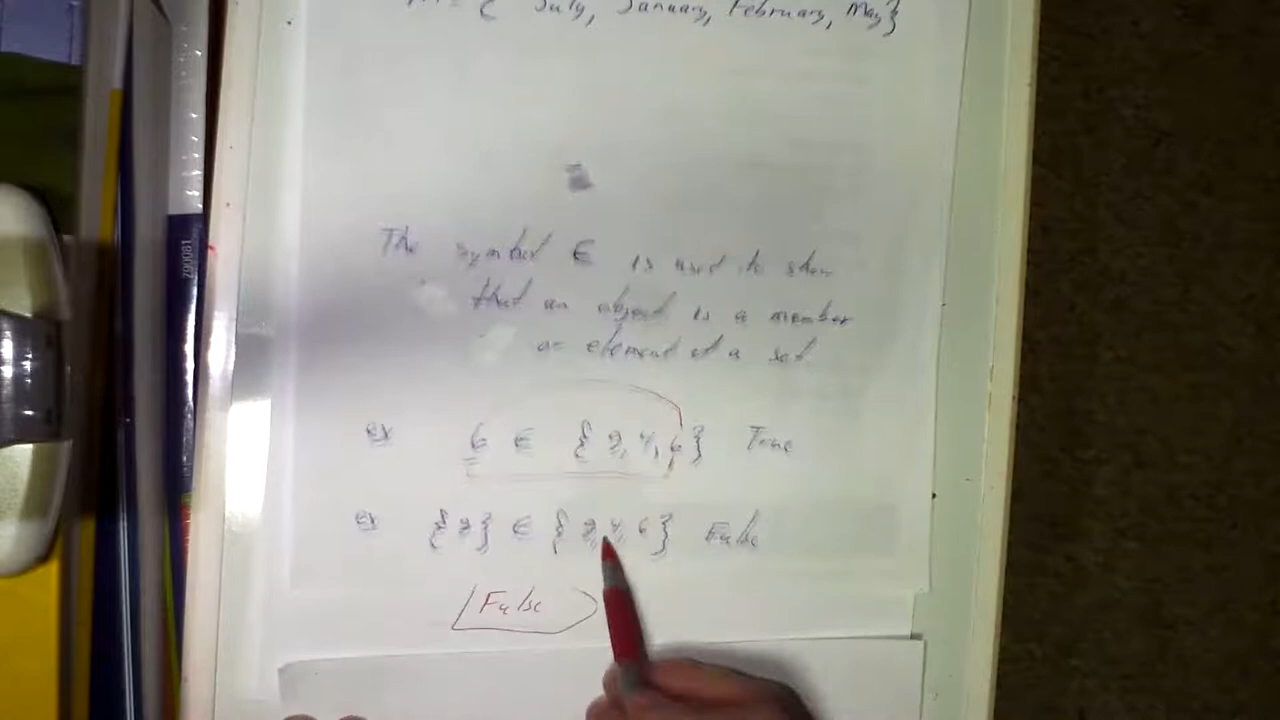 July, January, February, May}
The symbol ∈ is used to show
that an object is a member
or element of a set
ex 6 ∈ {2, 4, 6} True
ex {2} ∈ {2, 4, 6} False
False
Z90081